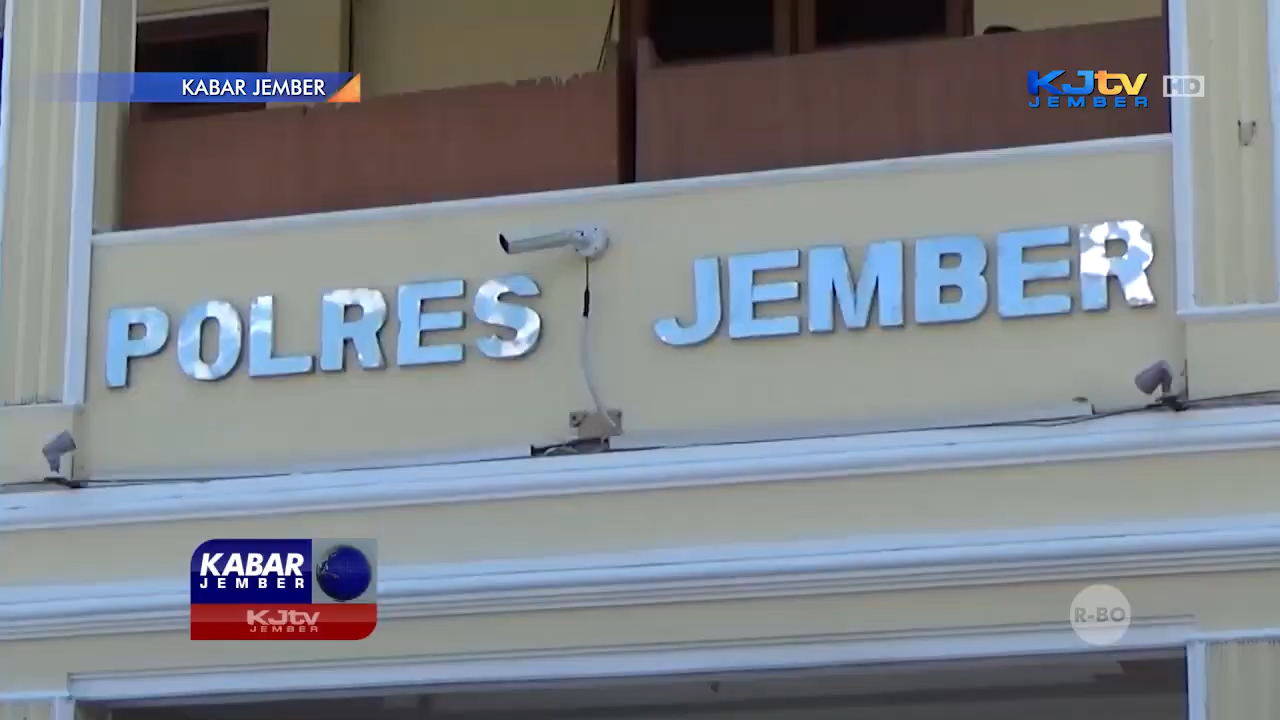 KABAR JEMBER
KJtv HD
JEMBER
POLRES JEMBER
KABAR
JEMBER
KJtv
JEMBER
R-BO